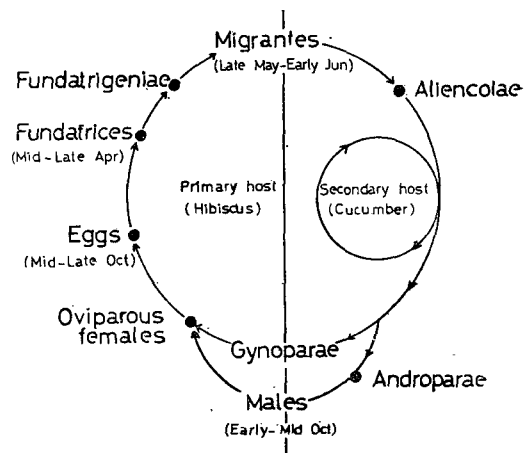 Migrantes
(Late May-Early Jun)
Fundatrigeniae
Aliencolae
Fundatrices
(Mid-Late Apr)
Primary host
(Hibiscus)
Secondary host
(Cucumber)
Eggs
(Mid-Late Oct)
Oviparous
females
Gynoparae
Androparae
Males
(Early-Mid Oct)